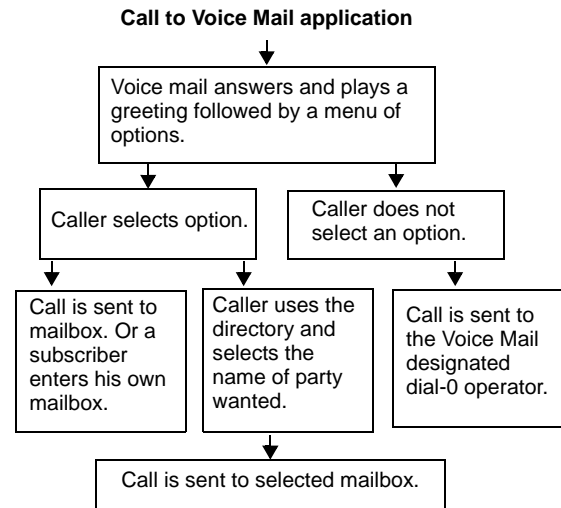 Call to Voice Mail application
Voice mail answers and plays a
greeting followed by a menu of
options.
Caller selects option.
Caller does not
select an option.
Call is sent to
mailbox. Or a
subscriber
enters his own
mailbox.
Caller uses the
directory and
selects the
name of party
wanted.
Call is sent to
the Voice Mail
designated
dial-0 operator.
Call is sent to selected mailbox.